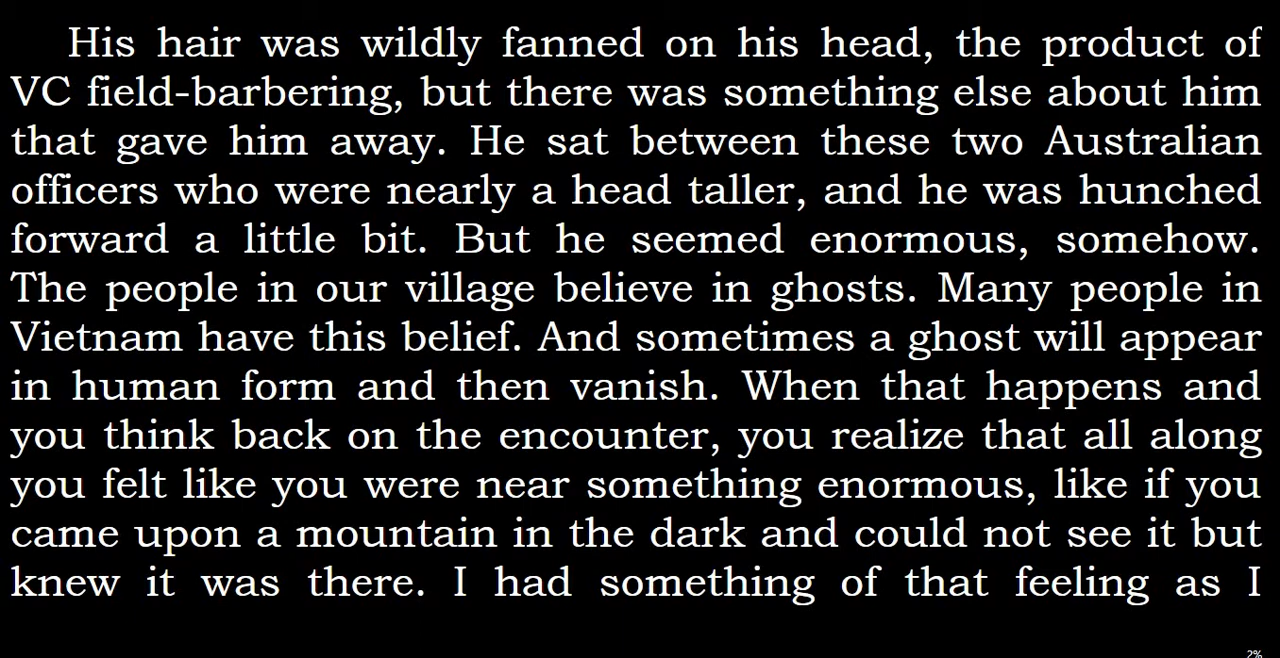 His hair was wildly fanned on his head, the product of
VC field-barbering, but there was something else about him
that gave him away. He sat between these two Australian
officers who were nearly a head taller, and he was hunched
forward a little bit. But he seemed enormous, somehow.
The people in our village believe in ghosts. Many people in
Vietnam have this belief. And sometimes a ghost will appear
in human form and then vanish. When that happens and
you think back on the encounter, you realize that all along
you felt like you were near something enormous, like if you
came upon a mountain in the dark and could not see it but
knew it was there. I had something of that feeling as I
2%